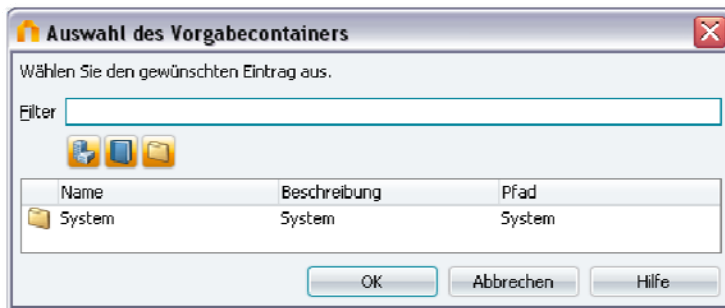 Auswahl des Vorgabecontainers
Wählen Sie den gewünschten Eintrag aus.
Filter
Name Beschreibung Pfad
System System System
OK Abbrechen Hilfe